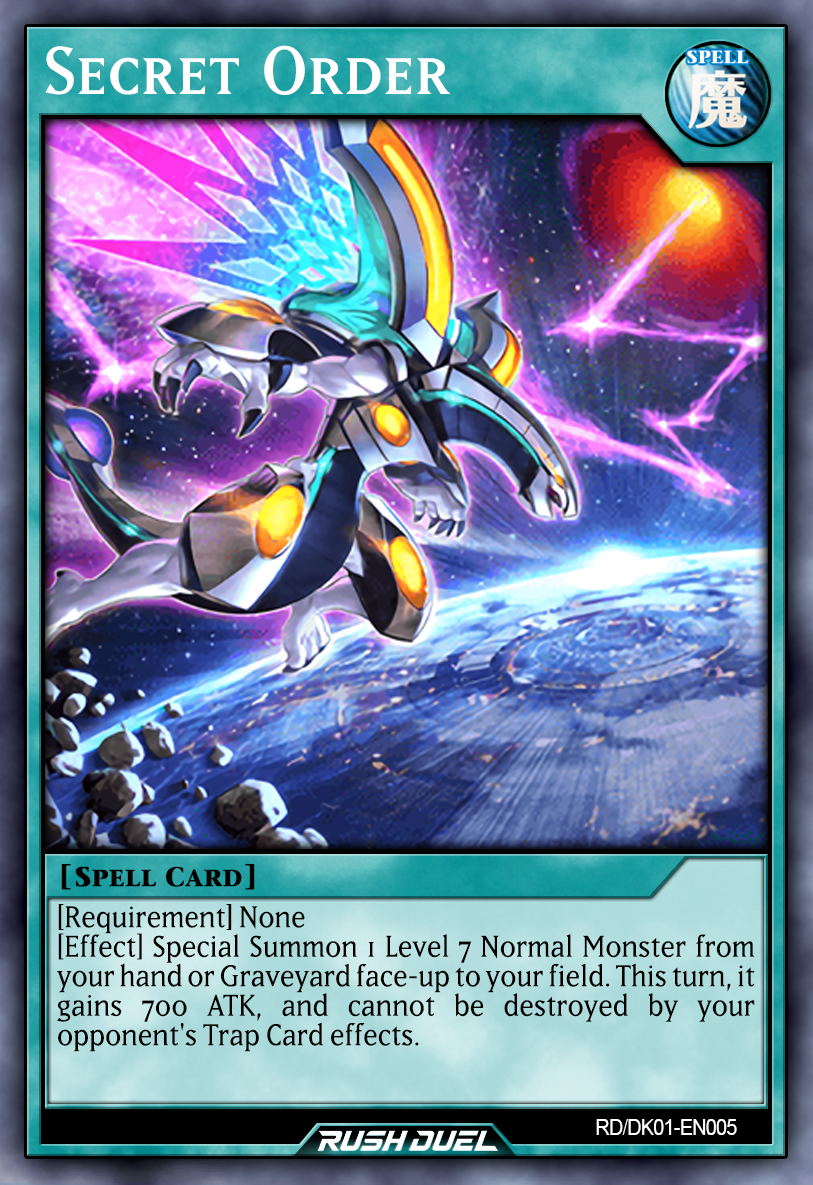 Secret Order
SPELL
魔
[Spell Card]
[Requirement] None
[Effect] Special Summon 1 Level 7 Normal Monster from
your hand or Graveyard face-up to your field. This turn, it
gains 700 ATK, and cannot be destroyed by your
opponent's Trap Card effects.
RD/DK01-EN005
RUSH DUEL